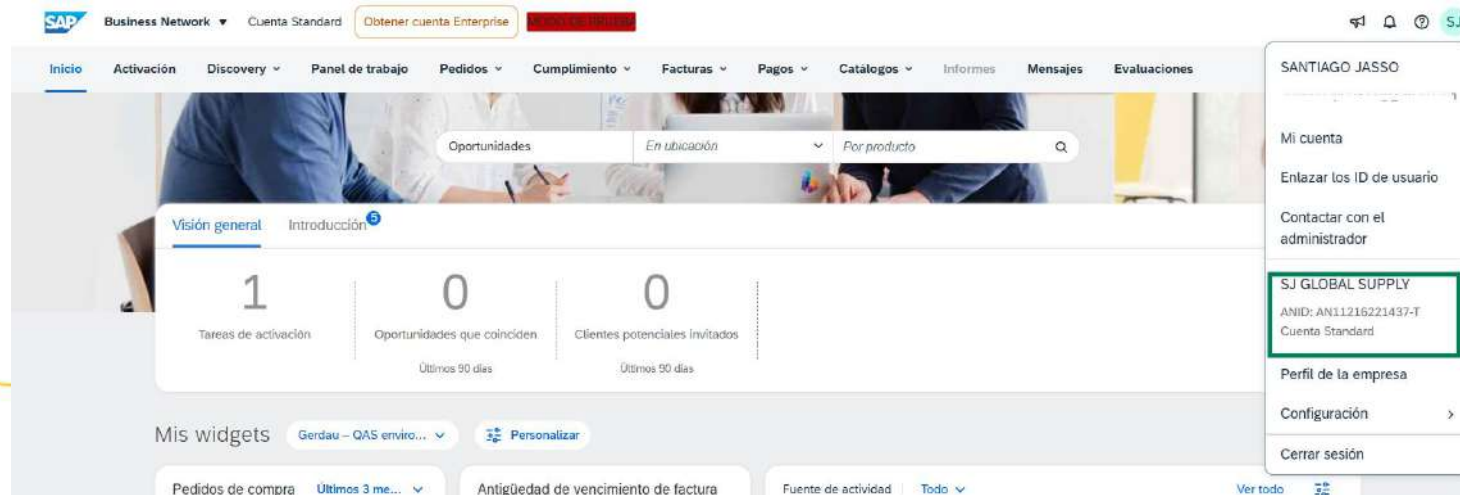 SAP Business Network Cuenta Standard Obtener cuenta Enterprise MODO DE PRUEBA SJ
Inicio Activación Discovery Panel de trabajo Pedidos Cumplimiento Facturas Pagos Catálogos Informes Mensajes Evaluaciones
SANTIAGO JASSO
Mi cuenta
Enlazar los ID de usuario
Contactar con el
administrador
SJ GLOBAL SUPPLY
ANID: AN11216221437-T
Cuenta Standard
Perfil de la empresa
Configuración
Cerrar sesión
Oportunidades En ubicación Por producto
Visión general Introducción 5
1 0 0
Tareas de activación Oportunidades que coinciden Clientes potenciales invitados
Últimos 90 días Últimos 90 días
Mis widgets Gerdau – QAS enviro... Personalizar
Pedidos de compra Últimos 3 me... Antigüedad de vencimiento de factura Fuente de actividad Todo Ver todo